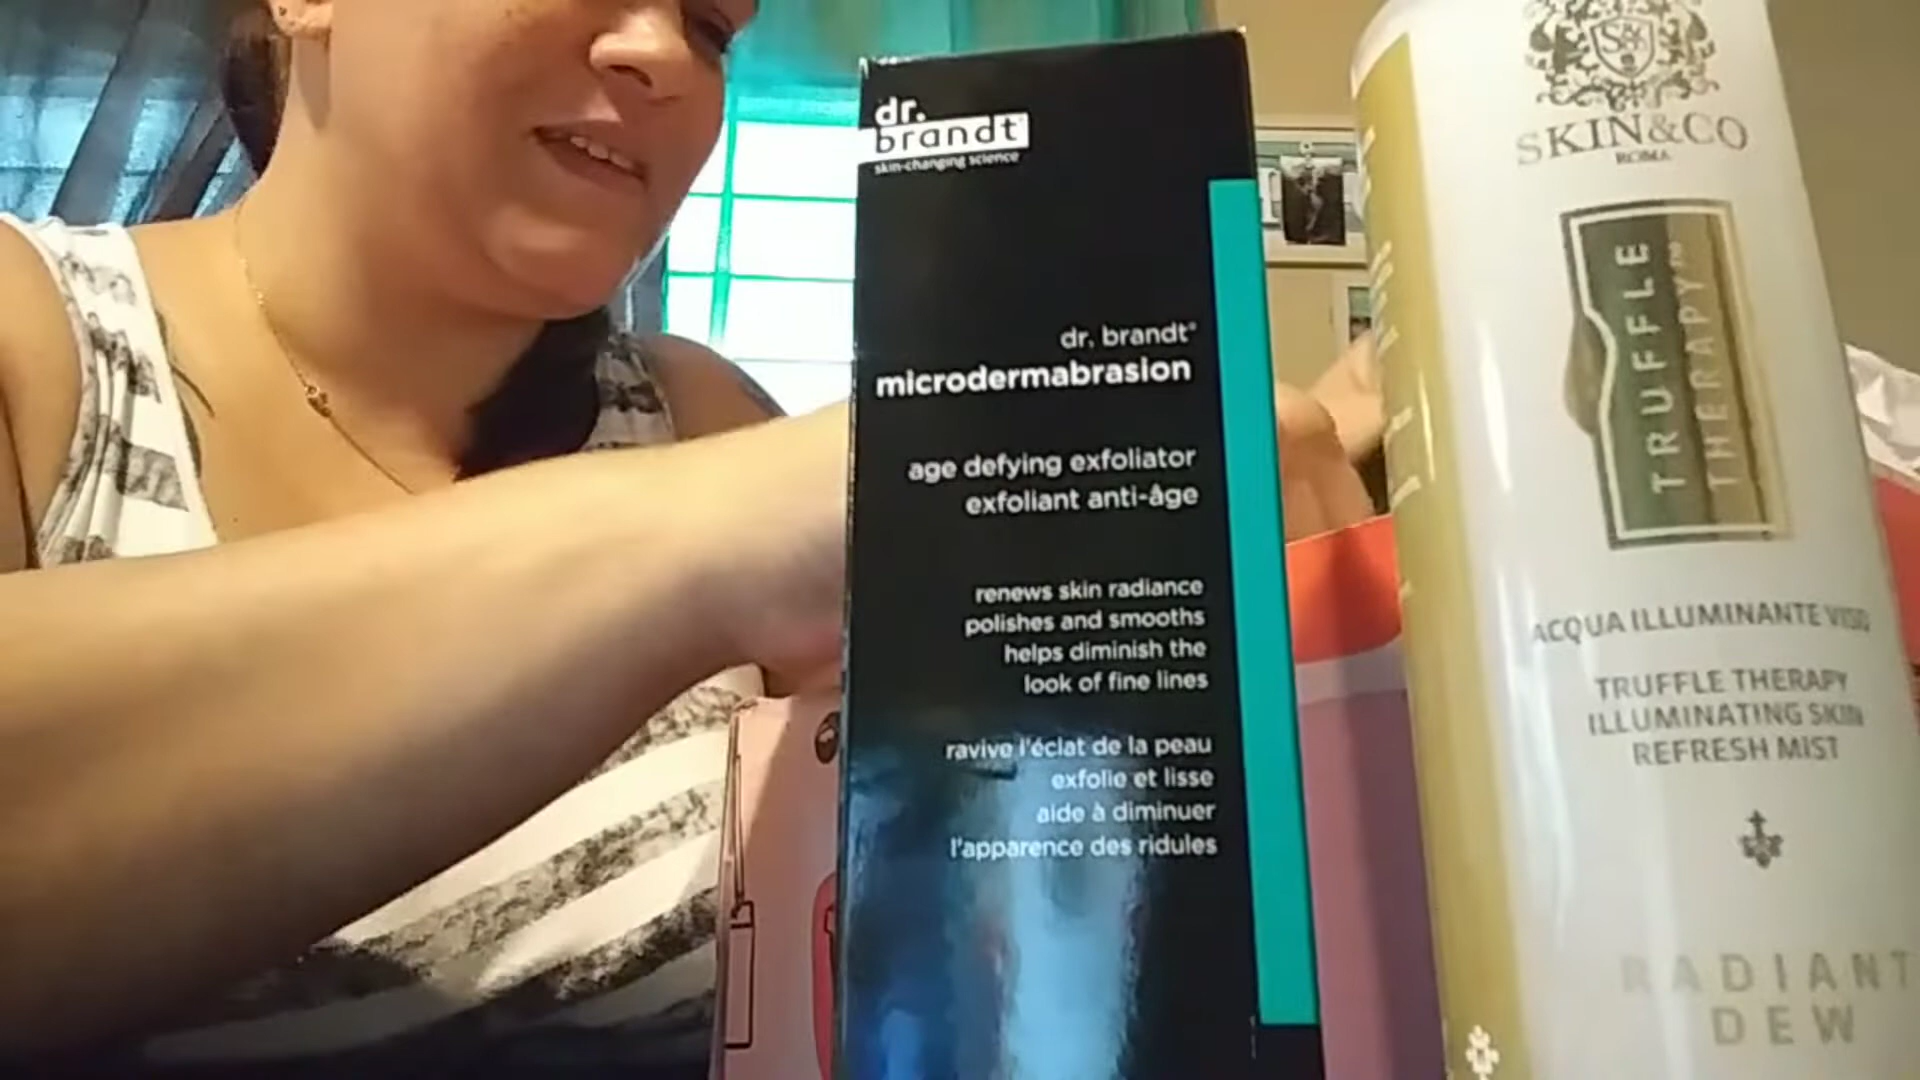 dr.
brandt
skin-changing science
dr. brandt®
microdermabrasion
age defying exfoliator
exfoliant anti-âge
renews skin radiance
polishes and smooths
helps diminish the
look of fine lines
ravive l'éclat de la peau
exfolie et lisse
aide à diminuer
l'apparence des ridules
S&C
SKIN&CO
ROMA
TRUFFLE
THERAPY™
ACQUA ILLUMINANTE VISO
TRUFFLE THERAPY
ILLUMINATING SKIN
REFRESH MIST
RADIANT
DEW